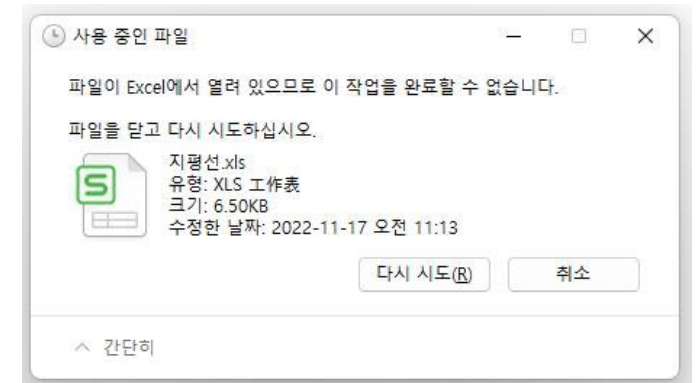 사용 중인 파일
파일이 Excel에서 열려 있으므로 이 작업을 완료할 수 없습니다.
파일을 닫고 다시 시도하십시오.
S
지평선.xls
유형: XLS 工作表
크기: 6.50KB
수정한 날짜: 2022-11-17 오전 11:13
다시 시도(R)
취소
간단히